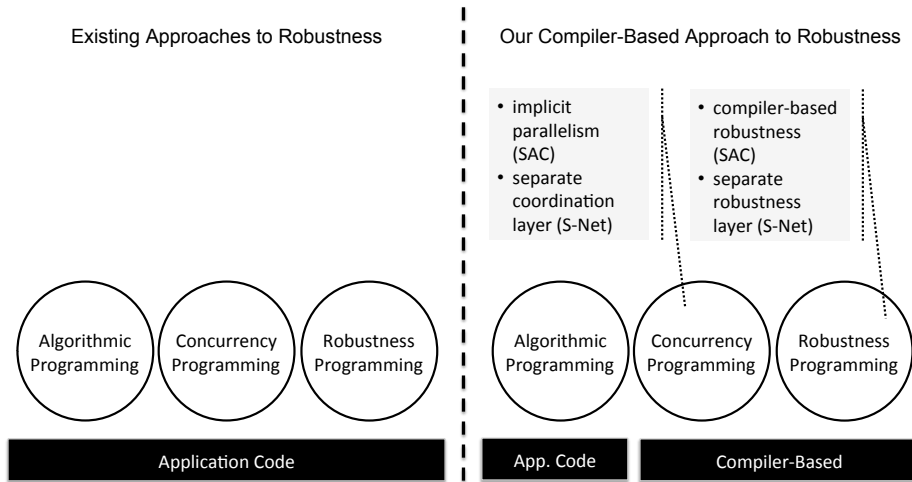 Existing Approaches to Robustness
Our Compiler-Based Approach to Robustness
• implicit
parallelism
(SAC)
• separate
coordination
layer (S-Net)
• compiler-based
robustness
(SAC)
• separate
robustness
layer (S-Net)
Algorithmic
Programming
Concurrency
Programming
Robustness
Programming
Algorithmic
Programming
Concurrency
Programming
Robustness
Programming
Application Code
App. Code
Compiler-Based